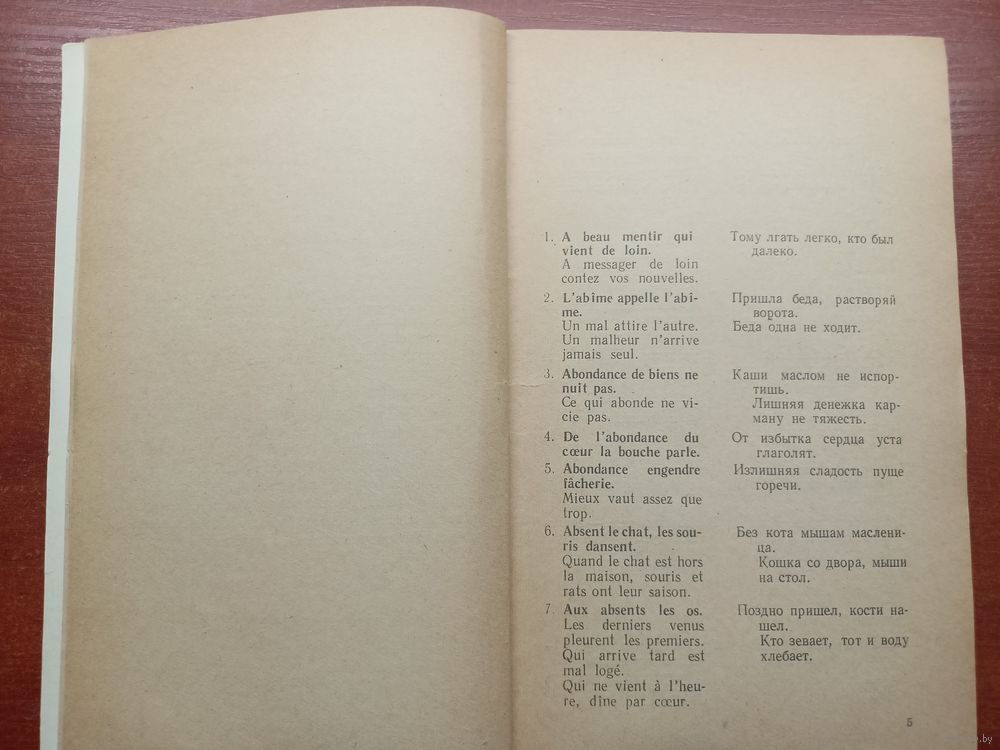 1. A beau mentir qui
vient de loin.
A messager de loin
contez vos nouvelles.
Тому лгать легко, кто был
далеко.
2. L'abîme appelle l'abî-
me.
Un mal attire l'autre.
Un malheur n'arrive
jamais seul.
Пришла беда, растворяй
ворота.
Беда одна не ходит.
3. Abondance de biens ne
nuit pas.
Ce qui abonde ne vi-
cie pas.
Каши маслом не испор-
тишь.
Лишняя денежка кар-
ману не тяжесть.
4. De l'abondance du
cœur la bouche parle.
От избытка сердца уста
глаголят.
5. Abondance engendre
fâcherie.
Mieux vaut assez que
trop.
Излишняя сладость пуще
горечи.
6. Absent le chat, les sou-
ris dansent.
Quand le chat est hors
la maison, souris et
rats ont leur saison.
Без кота мышам маслени-
ца.
Кошка со двора, мыши
на стол.
7. Aux absents les os.
Les derniers venus
pleurent les premiers.
Qui arrive tard est
mal logé.
Qui ne vient à l'heu-
re, dîne par cœur.
Поздно пришел, кости на-
шел.
Кто зевает, тот и воду
хлебает.
5